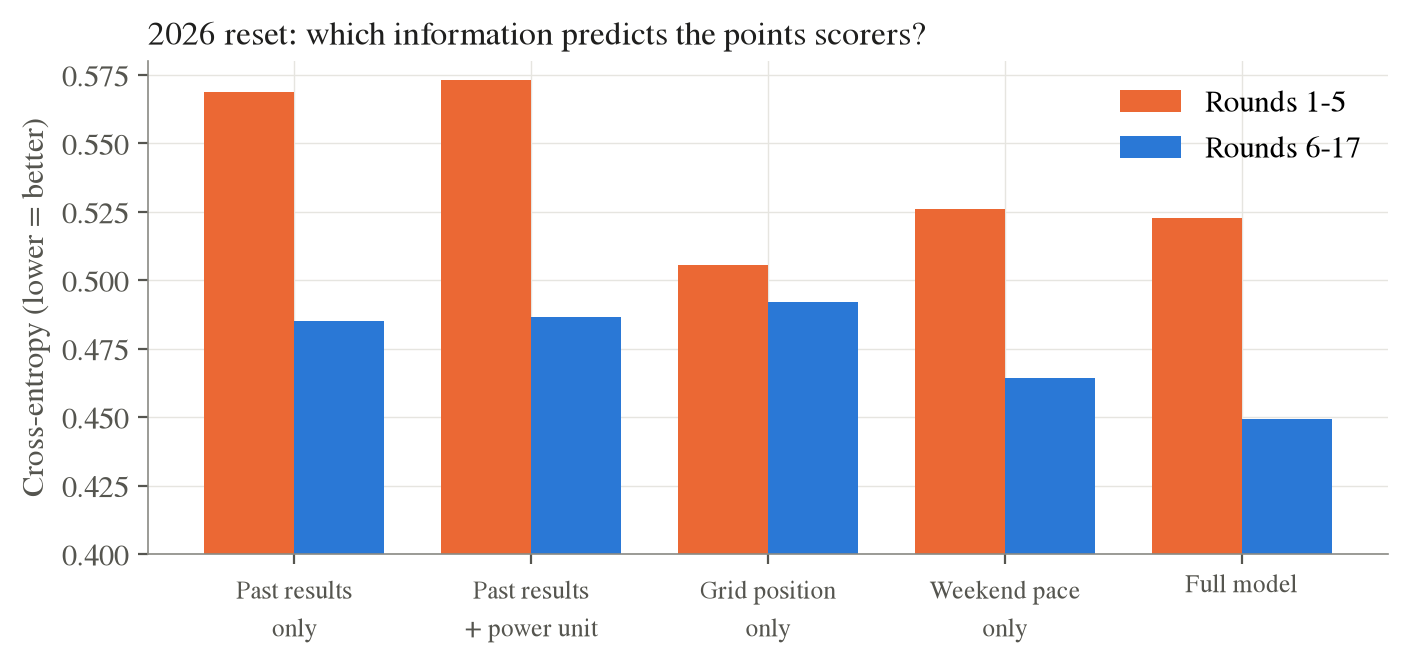 2026 reset: which information predicts the points scorers?
Cross-entropy (lower = better)
0.575
0.550
0.525
0.500
0.475
0.450
0.425
0.400
Rounds 1-5
Rounds 6-17
Past results
only
Past results
+ power unit
Grid position
only
Weekend pace
only
Full model